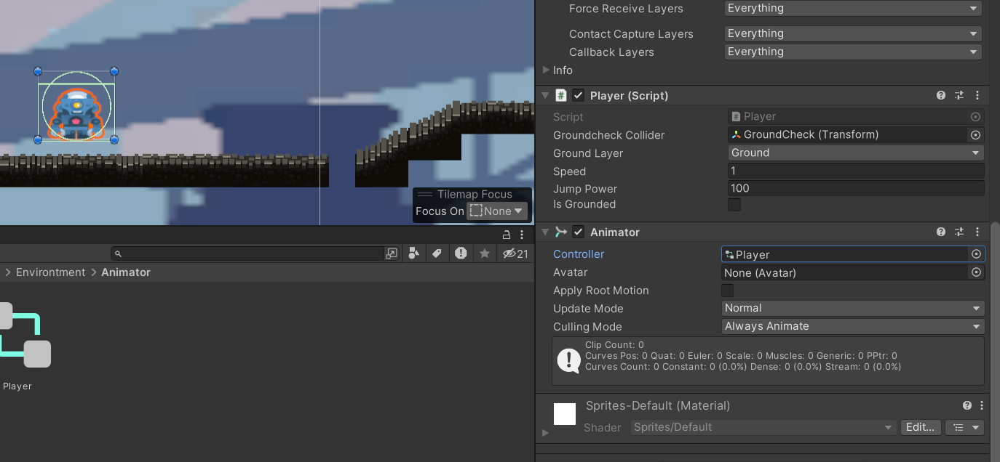 Force Receive Layers Everything
Contact Capture Layers Everything
Callback Layers Everything
Info
Player (Script)
Script Player
Groundcheck Collider GroundCheck (Transform)
Ground Layer Ground
Speed 1
Jump Power 100
Is Grounded
Tilemap Focus
Focus On None
Animator
Controller Player
Avatar None (Avatar)
Apply Root Motion
Update Mode Normal
Culling Mode Always Animate
Clip Count: 0
Curves Pos: 0 Quat: 0 Euler: 0 Scale: 0 Muscles: 0 Generic: 0 PPtr: 0
Curves Count: 0 Constant: 0 (0.0%) Dense: 0 (0.0%) Stream: 0 (0.0%)
Sprites-Default (Material)
Shader Sprites/Default Edit...
21
Environtment > Animator
Player